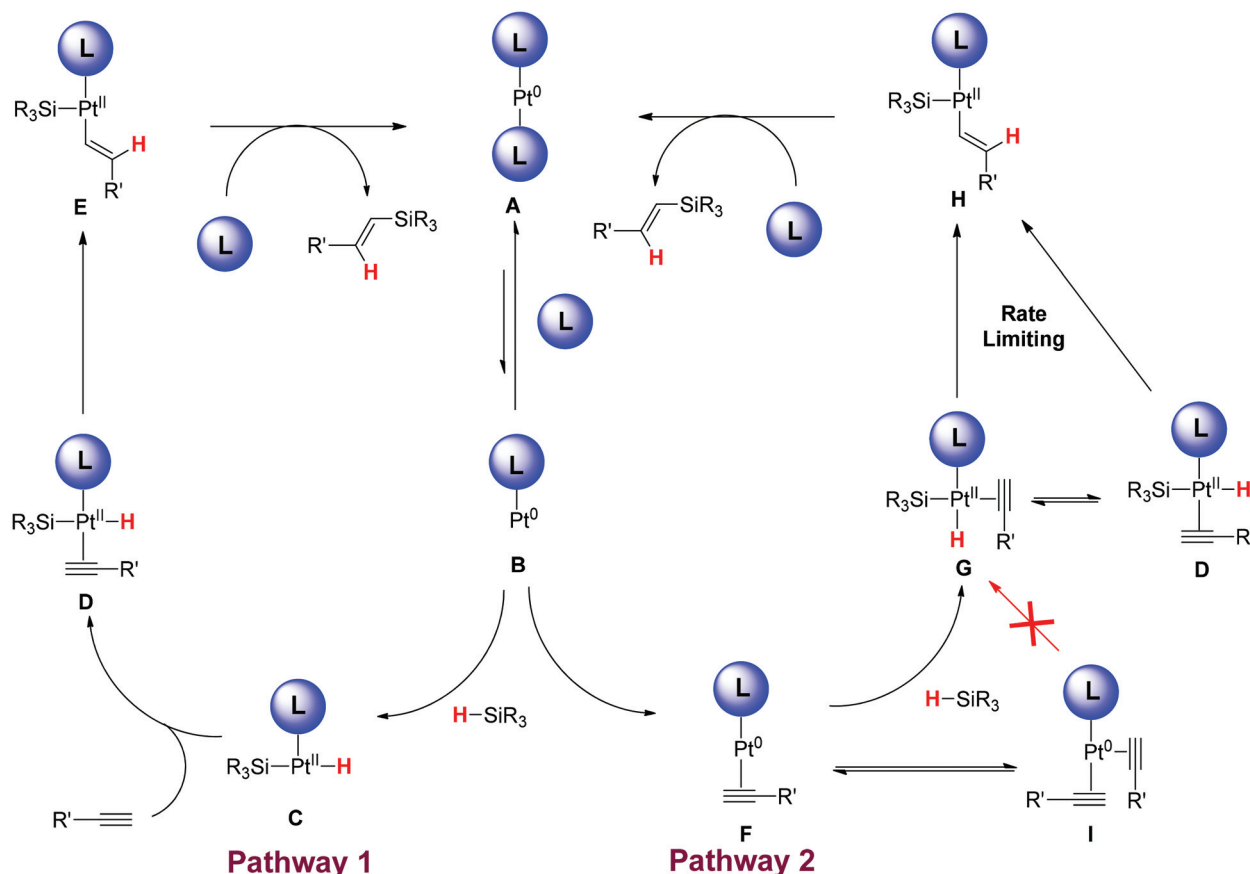 L
L
L
R₃Si
Ptᴵᴵ
Pt⁰
R₃Si
Ptᴵᴵ
H
L
H
R'
R'
E
A
H
SiR₃
SiR₃
L
R'
R'
L
H
H
L
Rate
Limiting
L
L
L
L
R₃Si
Ptᴵᴵ
H
Pt⁰
R₃Si
Ptᴵᴵ
R₃Si
Ptᴵᴵ
H
H
R'
R'
R
D
B
G
D
L
L
L
H
SiR₃
H
SiR₃
R₃Si
Ptᴵᴵ
H
Pt⁰
Pt⁰
R'
R'
R'
R'
C
F
I
Pathway 1
Pathway 2